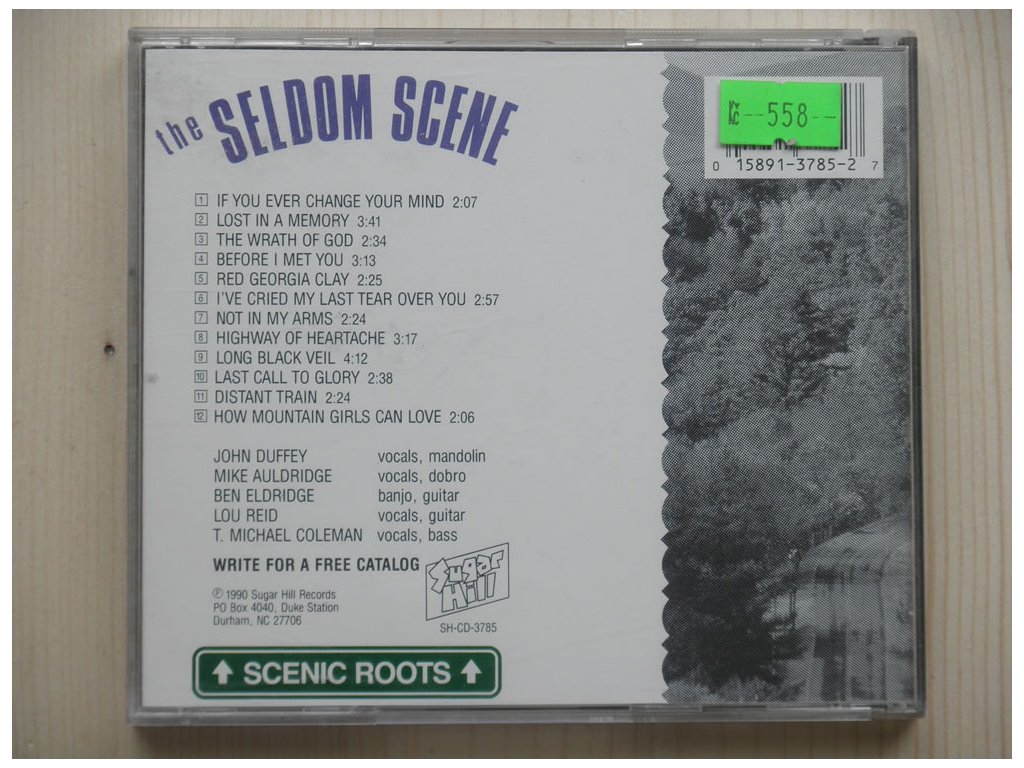 the SELDOM SCENE
Kč --558--
0 15891-3785-2 7
1 IF YOU EVER CHANGE YOUR MIND 2:07
2 LOST IN A MEMORY 3:41
3 THE WRATH OF GOD 2:34
4 BEFORE I MET YOU 3:13
5 RED GEORGIA CLAY 2:25
6 I'VE CRIED MY LAST TEAR OVER YOU 2:57
7 NOT IN MY ARMS 2:24
8 HIGHWAY OF HEARTACHE 3:17
9 LONG BLACK VEIL 4:12
10 LAST CALL TO GLORY 2:38
11 DISTANT TRAIN 2:24
12 HOW MOUNTAIN GIRLS CAN LOVE 2:06
JOHN DUFFEY vocals, mandolin
MIKE AULDRIDGE vocals, dobro
BEN ELDRIDGE banjo, guitar
LOU REID vocals, guitar
T. MICHAEL COLEMAN vocals, bass
WRITE FOR A FREE CATALOG
Sugar
Hill
℗ 1990 Sugar Hill Records
PO Box 4040, Duke Station
Durham, NC 27706
SH-CD-3785
↑ SCENIC ROOTS ↑